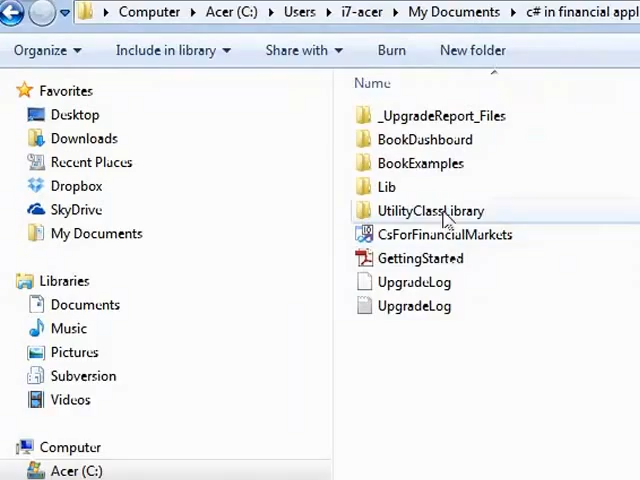 Computer Acer (C:) Users i7-acer My Documents c# in financial appl
Organize Include in library Share with Burn New folder
Name
Favorites
Desktop
Downloads
Recent Places
Dropbox
SkyDrive
My Documents
Libraries
Documents
Music
Pictures
Subversion
Videos
Computer
Acer (C:)
_UpgradeReport_Files
BookDashboard
BookExamples
Lib
UtilityClassLibrary
CsForFinancialMarkets
GettingStarted
UpgradeLog
UpgradeLog